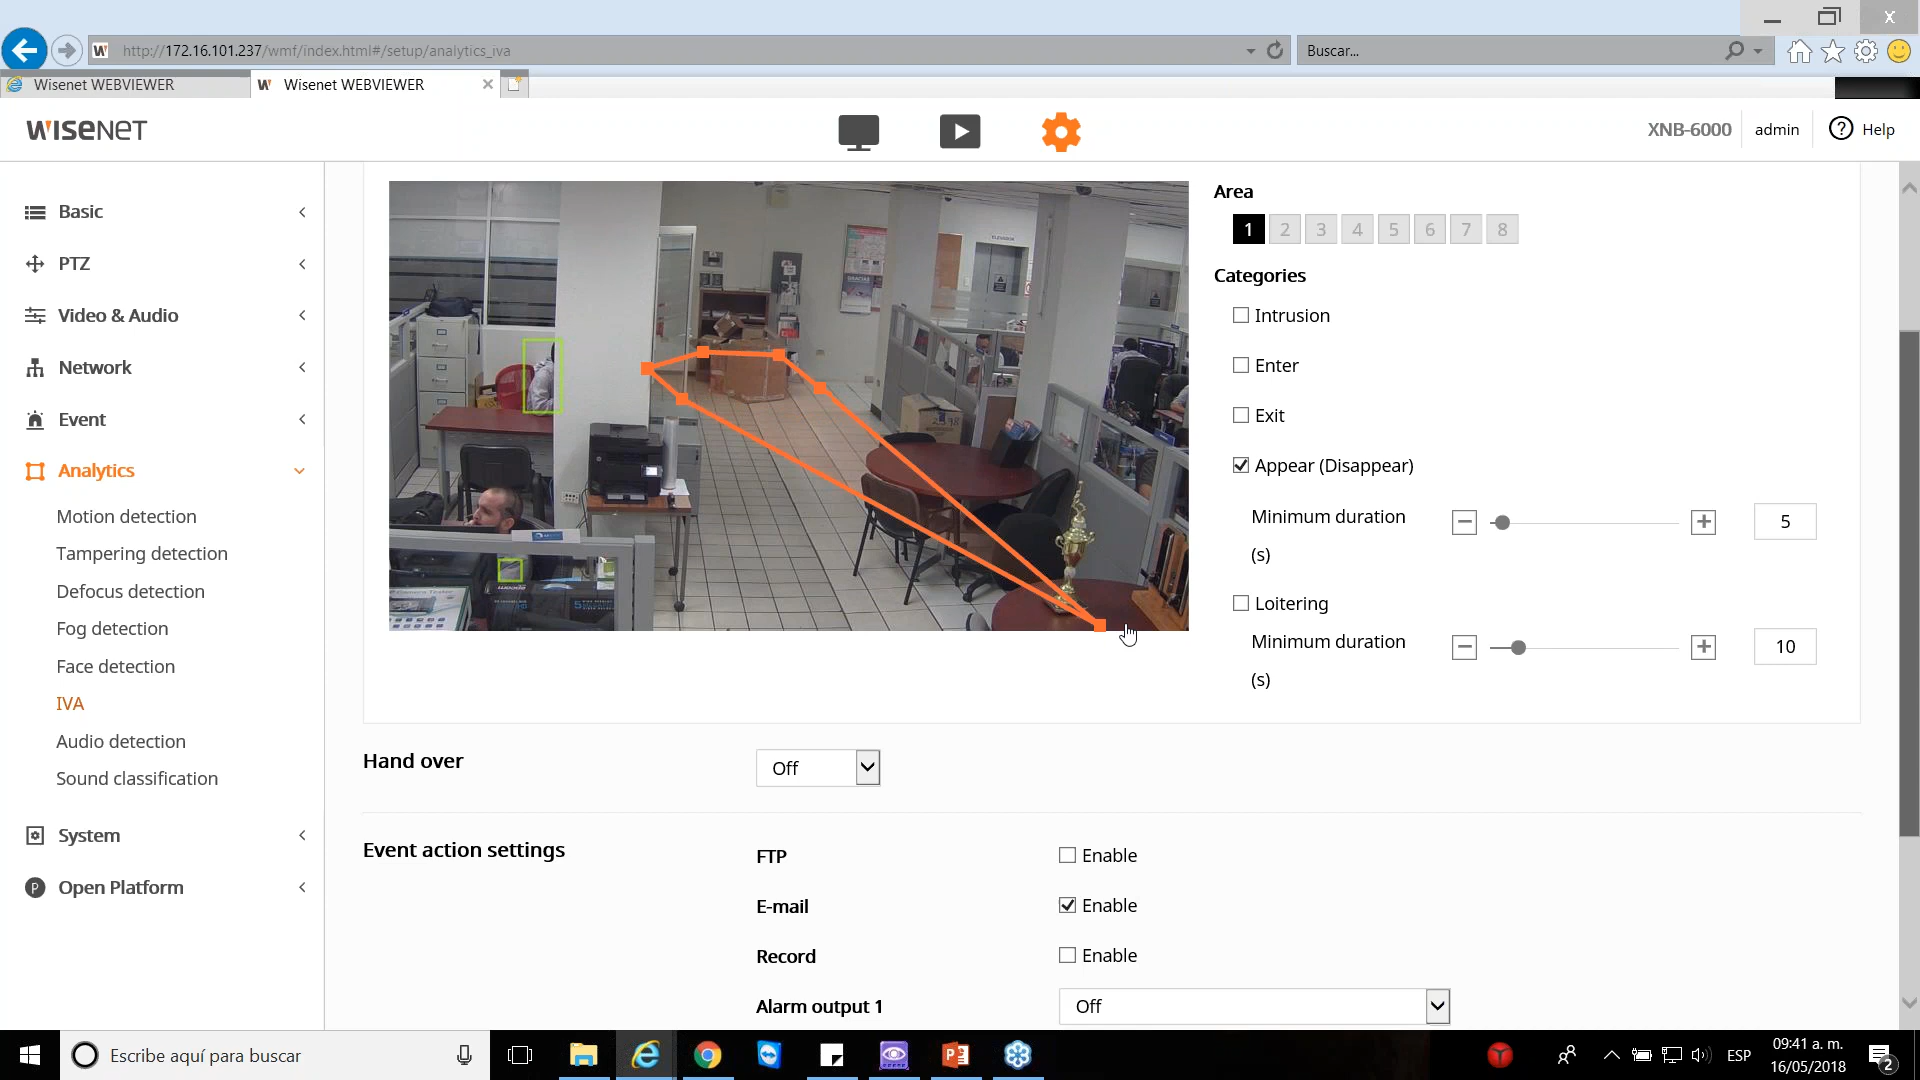 http://172.16.101.237/wmf/index.html#/setup/analytics_iva
Buscar...
Wisenet WEBVIEWER
Wisenet WEBVIEWER
WISENET
XNB-6000
admin
Help
Basic
PTZ
Video & Audio
Network
Event
Analytics
Motion detection
Tampering detection
Defocus detection
Fog detection
Face detection
IVA
Audio detection
Sound classification
System
Open Platform
ELEVADOR
GRACIAS
Area
1 2 3 4 5 6 7 8
Categories
Intrusion
Enter
Exit
Appear (Disappear)
Minimum duration
(s)
5
Loitering
Minimum duration
(s)
10
Hand over
Off
Event action settings
FTP
Enable
E-mail
Enable
Record
Enable
Alarm output 1
Off
Escribe aquí para buscar
ESP
09:41 a. m.
16/05/2018
2